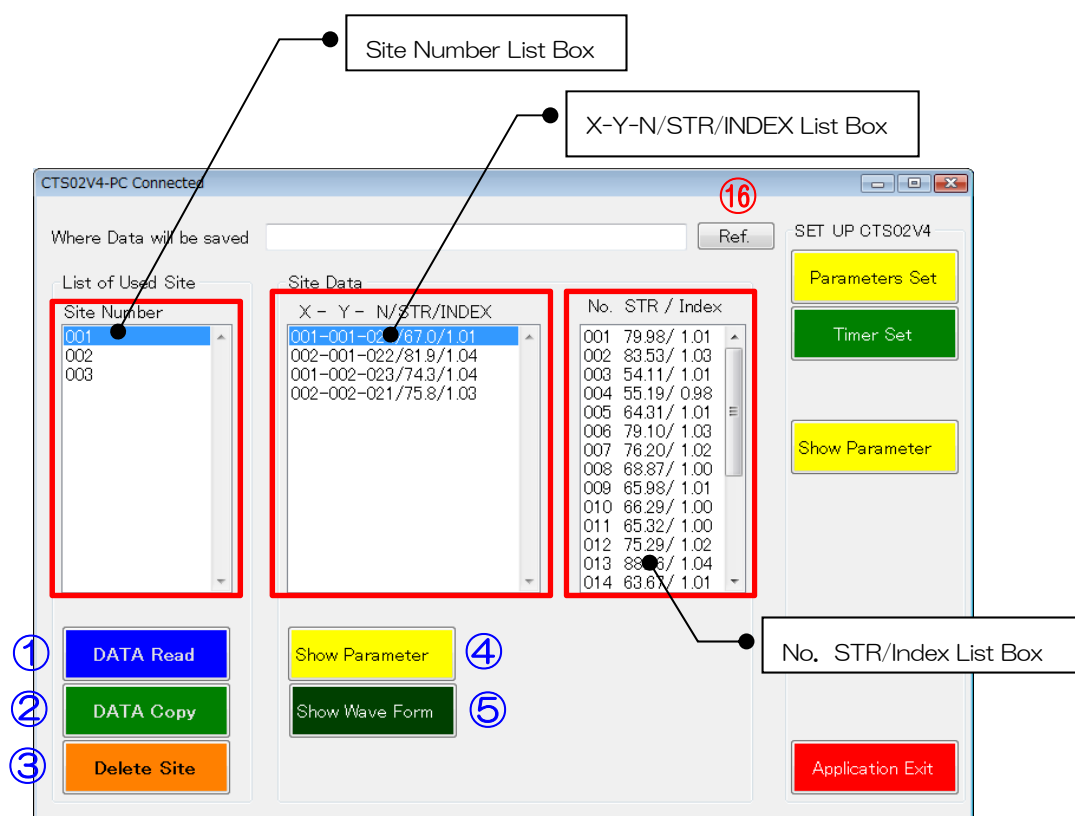 Site Number List Box
X-Y-N/STR/INDEX List Box
CTS02V4-PC Connected
⑯
Where Data will be saved
Ref.
SET UP CTS02V4
Parameters Set
Timer Set
Show Parameter
List of Used Site
Site Number
001
002
003
Site Data
X - Y - N/STR/INDEX
/67.0/1.01
002-001-022/81.9/1.04
001-002-023/74.3/1.04
002-002-021/75.8/1.03
No. STR / Index
001 79.98/ 1.01
002 83.53/ 1.03
003 54.11/ 1.01
004 55.19/ 0.98
005 64.31/ 1.01
006 79.10/ 1.03
007 76.20/ 1.02
008 68.87/ 1.00
009 65.98/ 1.01
010 66.29/ 1.00
011 65.32/ 1.00
012 75.29/ 1.02
013 1.04
014 63.67/ 1.01
No. STR/Index List Box
① DATA Read
② DATA Copy
③ Delete Site
Show Parameter ④
Show Wave Form ⑤
Application Exit